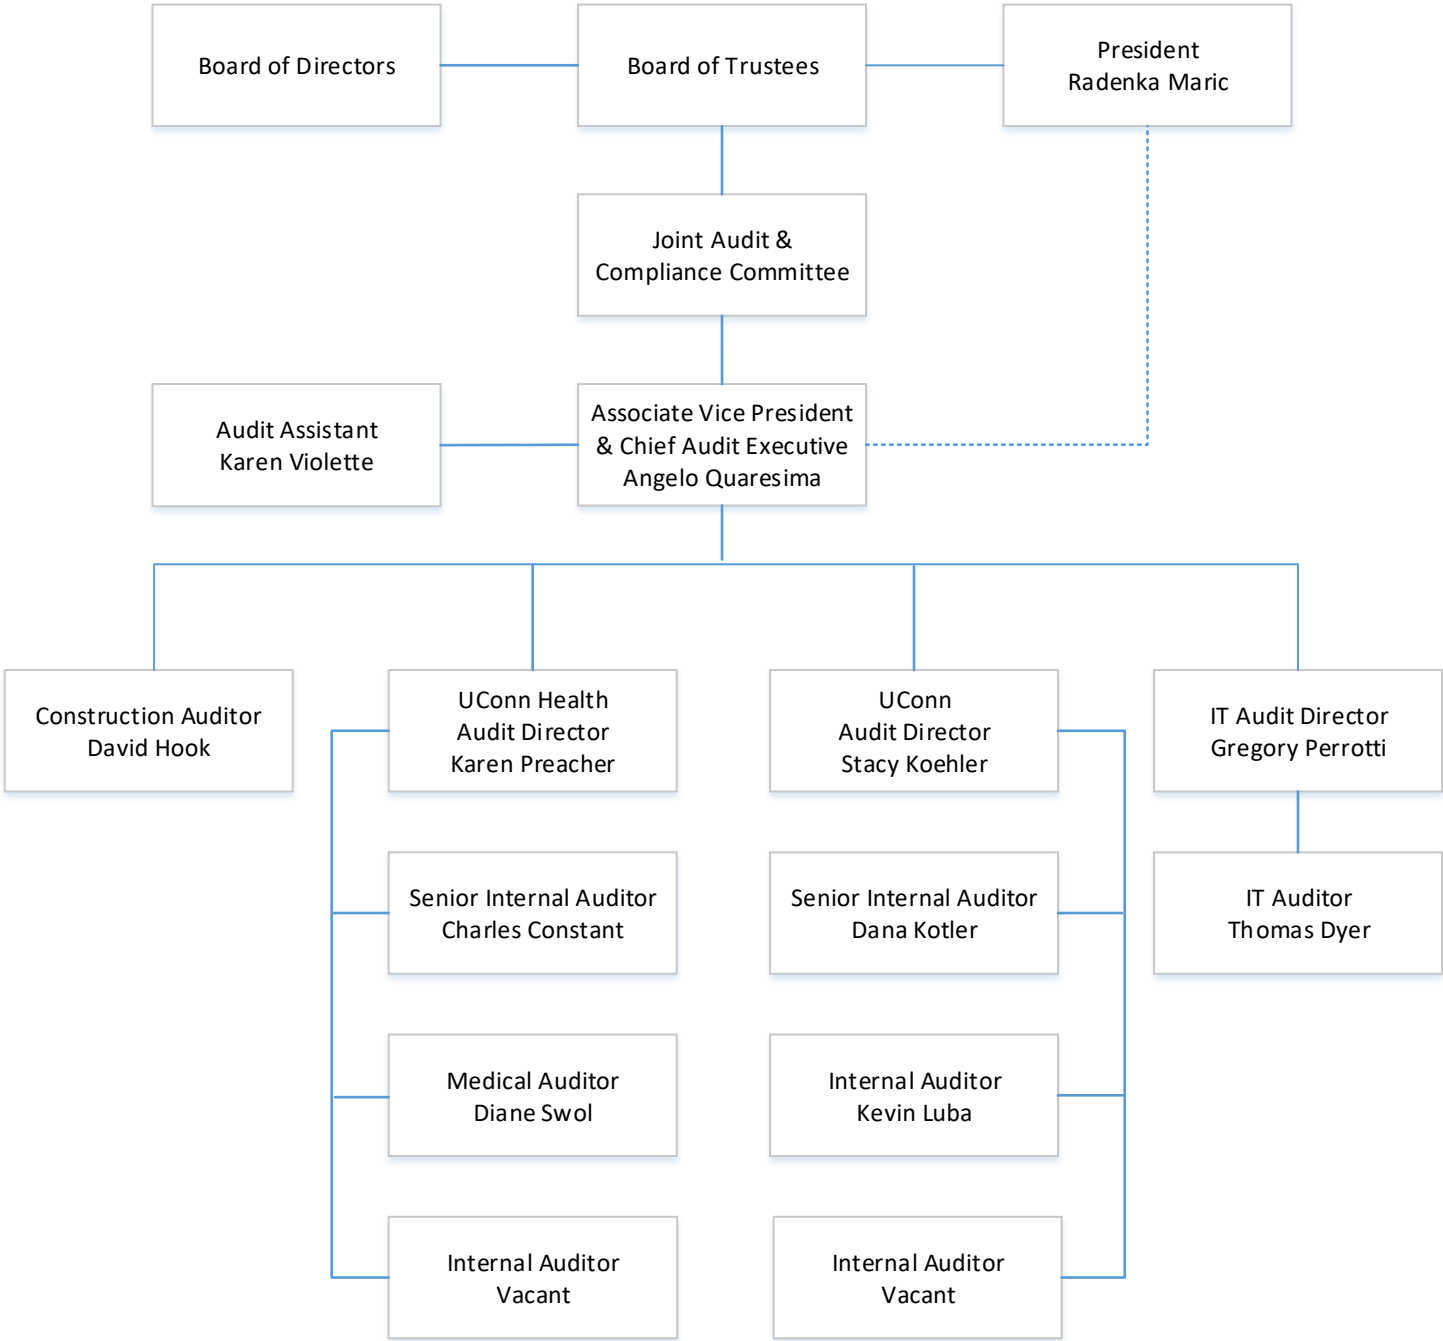 Board of Directors
Board of Trustees
President
Radenka Maric
Joint Audit &
Compliance Committee
Audit Assistant
Karen Violette
Associate Vice President
& Chief Audit Executive
Angelo Quaresima
Construction Auditor
David Hook
UConn Health
Audit Director
Karen Preacher
UConn
Audit Director
Stacy Koehler
IT Audit Director
Gregory Perrotti
Senior Internal Auditor
Charles Constant
Senior Internal Auditor
Dana Kotler
IT Auditor
Thomas Dyer
Medical Auditor
Diane Swol
Internal Auditor
Kevin Luba
Internal Auditor
Vacant
Internal Auditor
Vacant